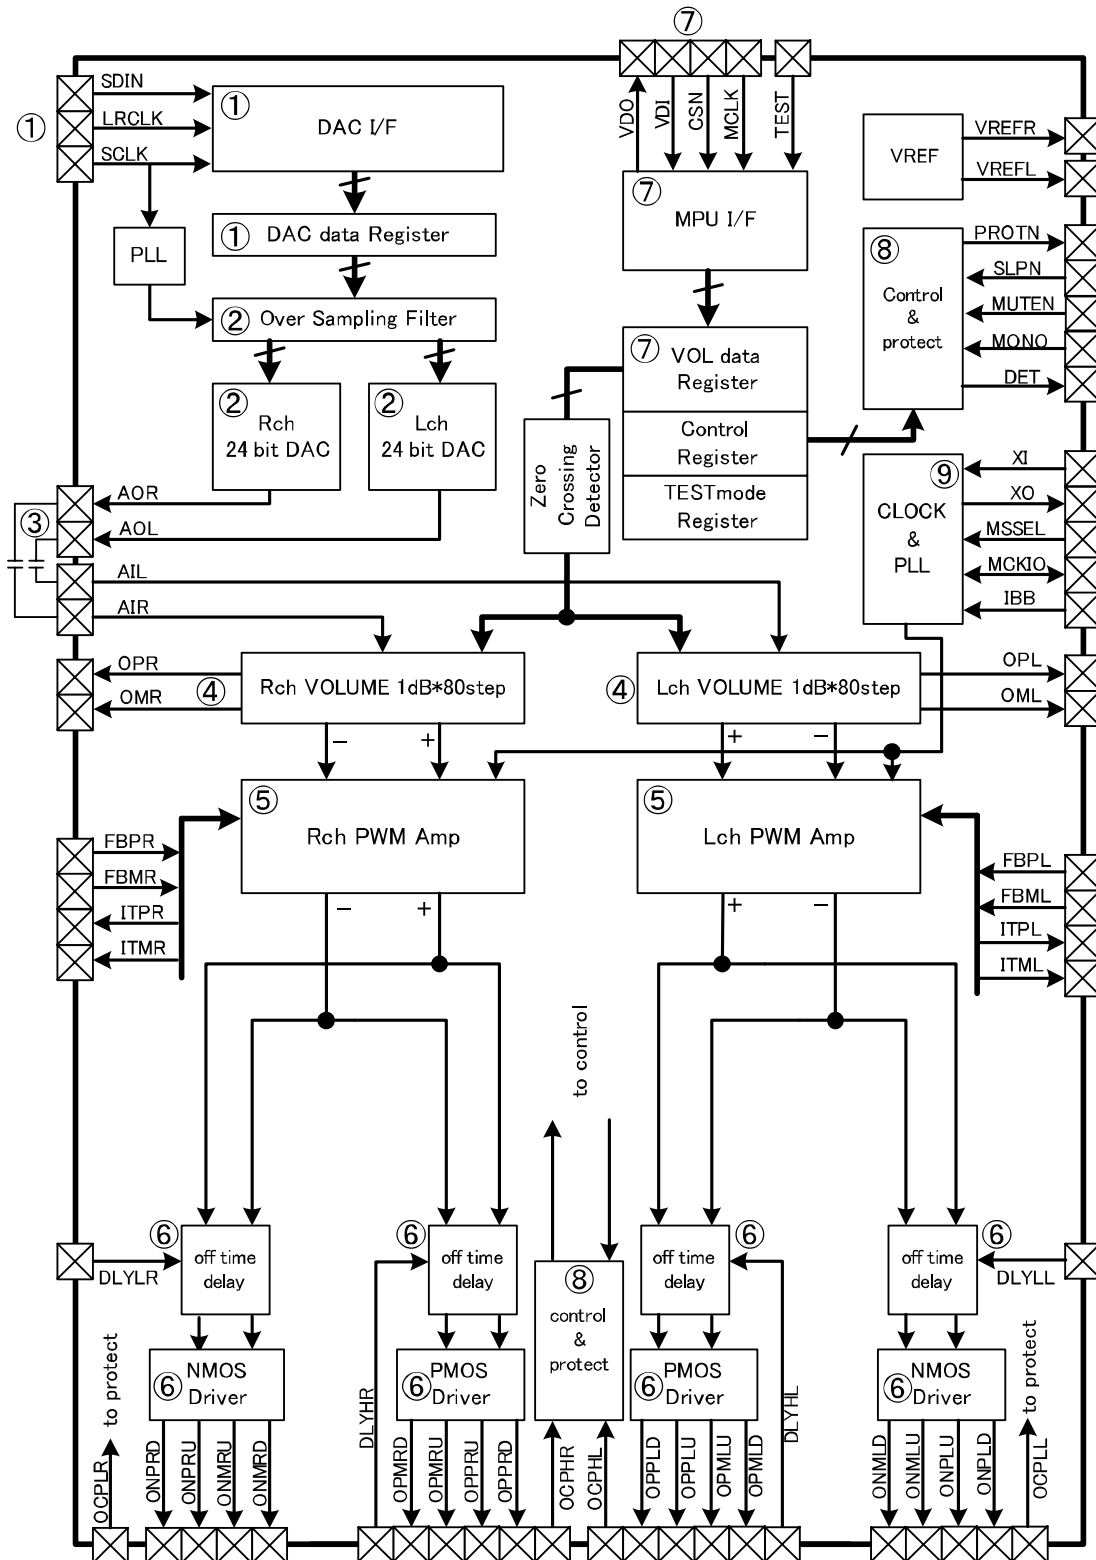 ⑦
SDIN
① LRCLK
SCLK
① DAC I/F
VDO
VDI
CSN
MCLK
TEST
VREF
VREFR
VREFL
⑦ MPU I/F
PLL
① DAC data Register
② Over Sampling Filter
② Rch
24 bit DAC
② Lch
24 bit DAC
⑦ VOL data
Register
Control
Register
TESTmode
Register
⑧
Control
&
protect
PROTN
SLPN
MUTEN
MONO
DET
Zero
Crossing
Detector
⑨
CLOCK
&
PLL
XI
XO
MSSEL
MCKIO
IBB
③
AOR
AOL
AIL
AIR
OPR
OMR
④ Rch VOLUME 1dB*80step
④ Lch VOLUME 1dB*80step
OPL
OML
− +
+ −
⑤
Rch PWM Amp
⑤
Lch PWM Amp
FBPR
FBMR
ITPR
ITMR
FBPL
FBML
ITPL
ITML
− +
+ −
to control
⑥
off time
delay
⑥
off time
delay
⑥
off time
delay
⑥
off time
delay
DLYLR
DLYLL
⑧
control
&
protect
⑥ NMOS
Driver
⑥ PMOS
Driver
⑥ PMOS
Driver
⑥ NMOS
Driver
to protect
to protect
OCPLR
ONPRD
ONPRU
ONMRU
ONMRD
DLYHR
OPMRD
OPMRU
OPPRU
OPPRD
OCPHR
OCPHL
OPPLD
OPPLU
OPMLU
OPMLD
DLYHL
ONMLD
ONMLU
ONPLU
ONPLD
OCPLL